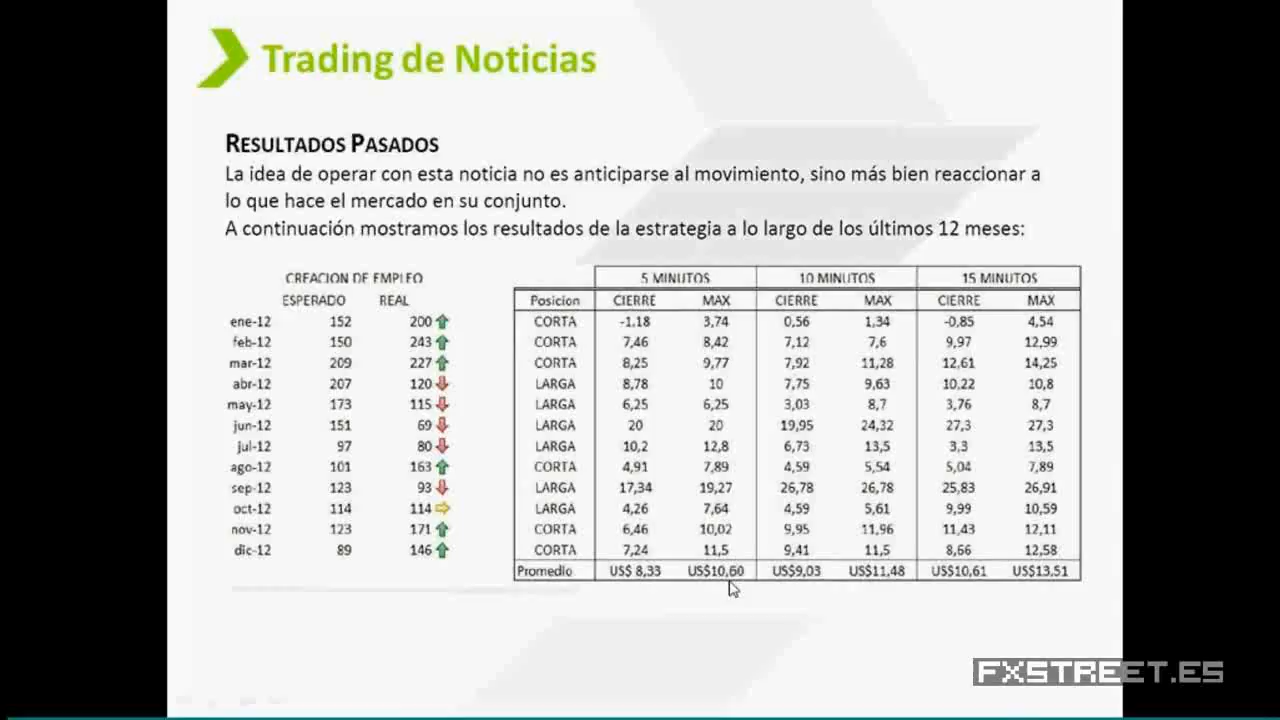 Trading de Noticias
RESULTADOS PASADOS
La idea de operar con esta noticia no es anticiparse al movimiento, sino más bien reaccionar a
lo que hace el mercado en su conjunto.
A continuación mostramos los resultados de la estrategia a lo largo de los últimos 12 meses:
CREACION DE EMPLEO 5 MINUTOS 10 MINUTOS 15 MINUTOS
ESPERADO REAL Posicion CIERRE MAX CIERRE MAX CIERRE MAX
ene-12 152 200 CORTA -1,18 3,74 0,56 1,34 -0,85 4,54
feb-12 150 243 CORTA 7,46 8,42 7,12 7,6 9,97 12,99
mar-12 209 227 CORTA 8,25 9,77 7,92 11,28 12,61 14,25
abr-12 207 120 LARGA 8,78 10 7,75 9,63 10,22 10,8
may-12 173 115 LARGA 6,25 6,25 3,03 8,7 3,76 8,7
jun-12 151 69 LARGA 20 20 19,95 24,32 27,3 27,3
jul-12 97 80 LARGA 10,2 12,8 6,73 13,5 3,3 13,5
ago-12 101 163 CORTA 4,91 7,89 4,59 5,54 5,04 7,89
sep-12 123 93 LARGA 17,34 19,27 26,78 26,78 25,83 26,91
oct-12 114 114 LARGA 4,26 7,64 4,59 5,61 9,99 10,59
nov-12 123 171 CORTA 6,46 10,02 9,95 11,96 11,43 12,11
dic-12 89 146 CORTA 7,24 11,5 9,41 11,5 8,66 12,58
Promedio US$ 8,33 US$10,60 US$9,03 US$11,48 US$10,61 US$13,51
FXSTREET.ES